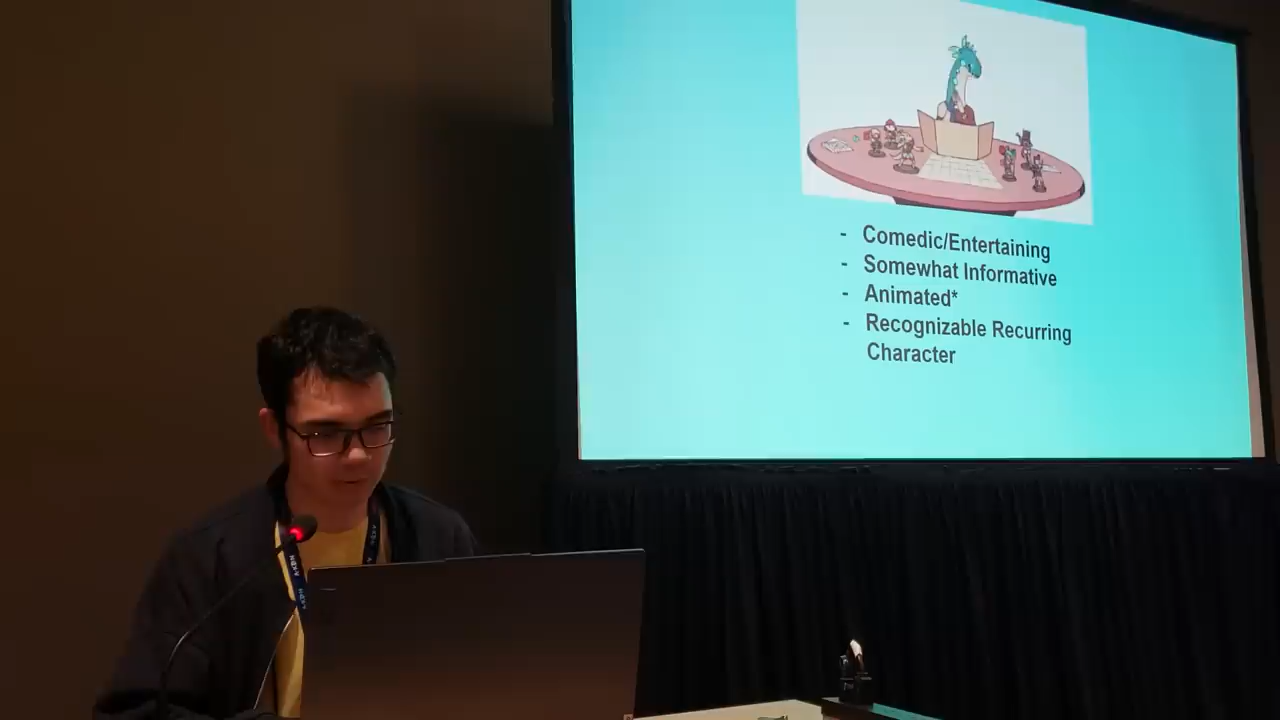 - Comedic/Entertaining
- Somewhat Informative
- Animated*
- Recognizable Recurring
Character